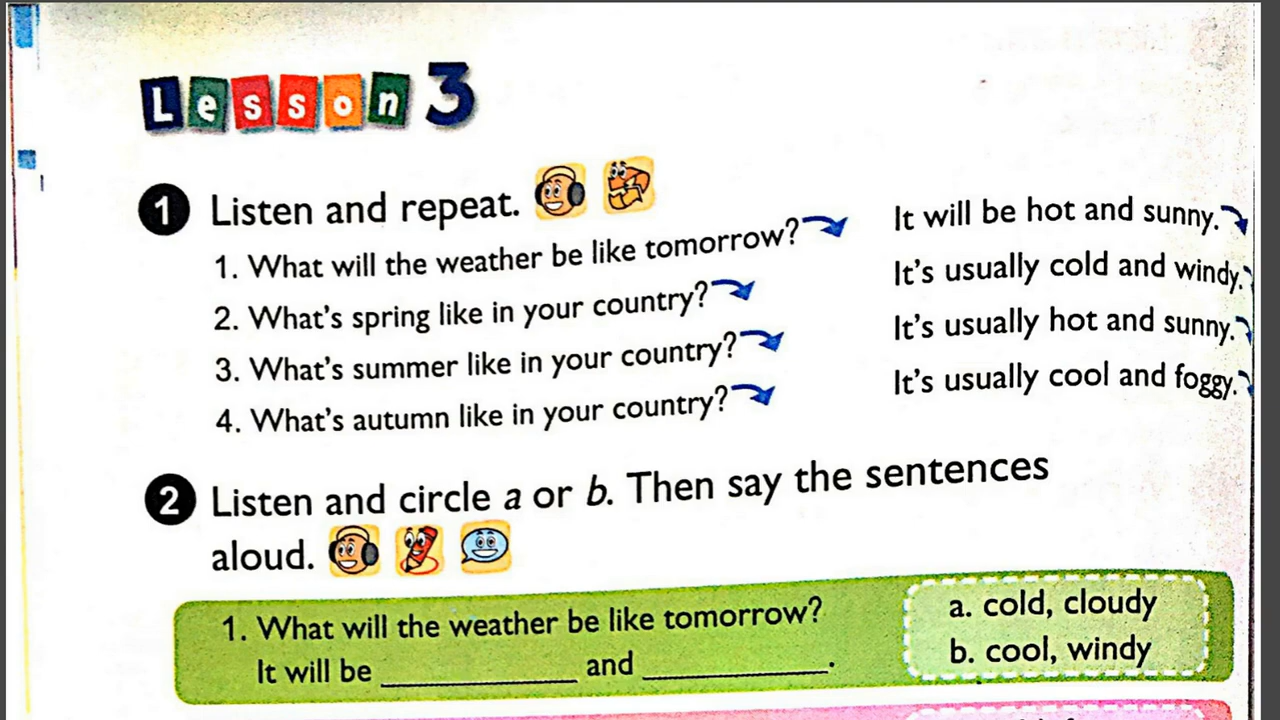 Lesson 3
1 Listen and repeat.
1. What will the weather be like tomorrow? It will be hot and sunny.
2. What's spring like in your country? It's usually cold and windy.
3. What's summer like in your country? It's usually hot and sunny.
4. What's autumn like in your country? It's usually cool and foggy.
2 Listen and circle a or b. Then say the sentences
aloud.
1. What will the weather be like tomorrow? a. cold, cloudy
It will be ____________ and ____________. b. cool, windy